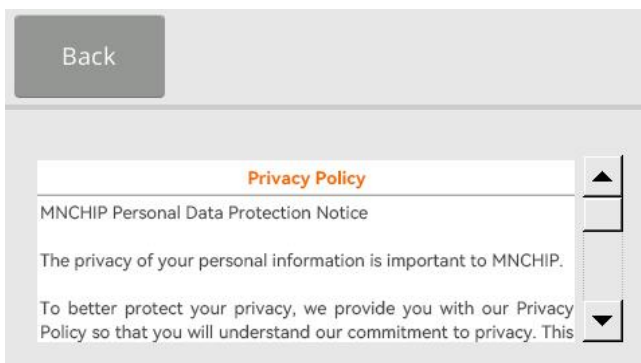 Back
Privacy Policy
MNCHIP Personal Data Protection Notice
The privacy of your personal information is important to MNCHIP.
To better protect your privacy, we provide you with our Privacy
Policy so that you will understand our commitment to privacy. This